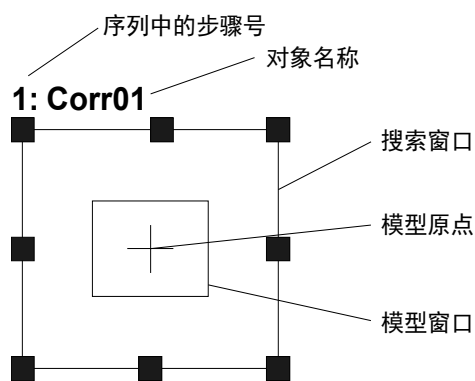 序列中的步骤号
对象名称
1: Corr01
搜索窗口
模型原点
模型窗口